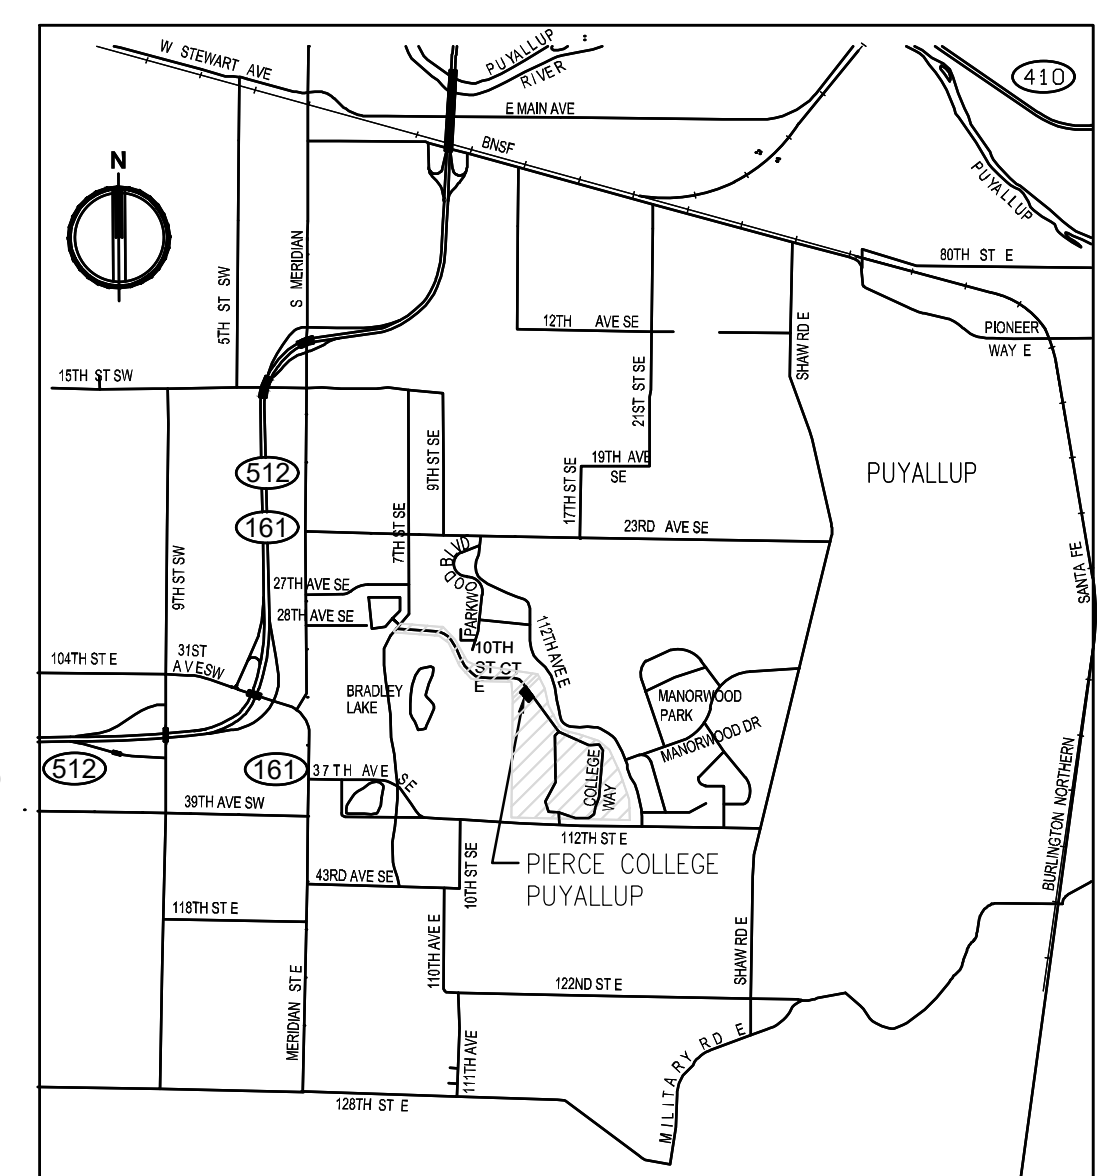 W STEWART AVE
PUYALLUP
RIVER
410
E MAIN AVE
BNSF
N
PUYALLUP
5TH ST SW
S MERIDIAN
80TH ST E
12TH AVE SE
SHAW RD E
PIONEER
WAY E
15TH ST SW
21ST ST SE
9TH ST SE
19TH AVE
SE
17TH ST SE
512
PUYALLUP
161
7TH ST SE
23RD AVE SE
9TH ST SW
27TH AVE SE
28TH AVE SE
PARKWOOD BLVD
SANTA FE
112TH AVE E
10TH
ST CT
E
104TH ST E
31ST
AVE SW
BRADLEY
LAKE
MANORWOOD
PARK
MANORWOOD DR
512
161
37TH AVE SE
COLLEGE
WAY
39TH AVE SW
112TH ST E
BURLINGTON NORTHERN
PIERCE COLLEGE
PUYALLUP
43RD AVE SE
10TH ST SE
118TH ST E
110TH AVE E
SHAW RD E
122ND ST E
MERIDIAN ST E
111TH AVE
MILITARY RD E
128TH ST E